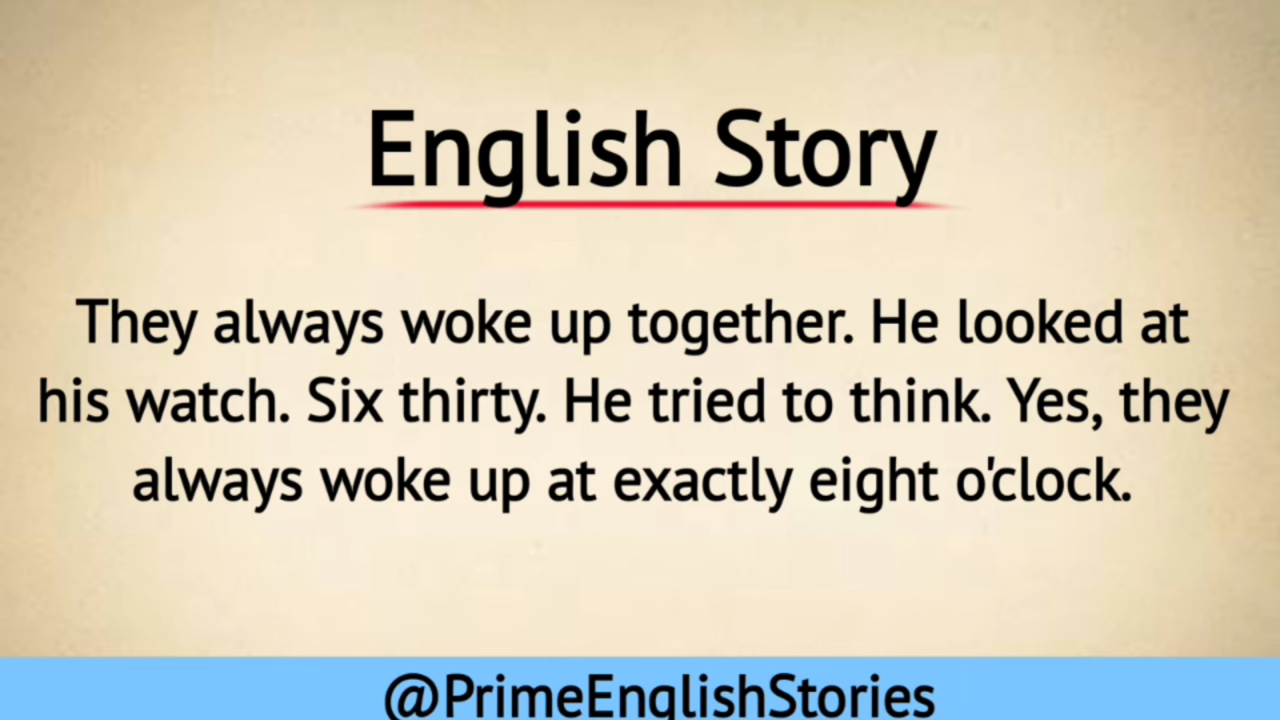 English Story
They always woke up together. He looked at
his watch. Six thirty. He tried to think. Yes, they
always woke up at exactly eight o'clock.
@PrimeEnglishStories